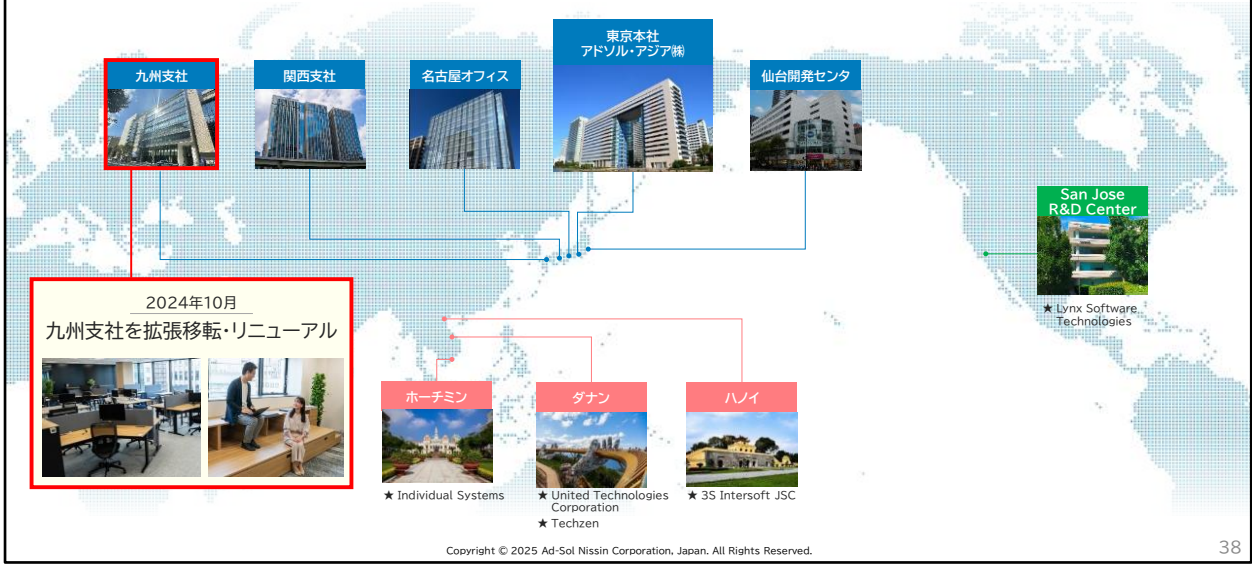 東京本社
アドソル・アジア㈱
九州支社
関西支社
名古屋オフィス
仙台開発センタ
San Jose
R&D Center
★ Lynx Software
Technologies
2024年10月
九州支社を拡張移転・リニューアル
ホーチミン
ダナン
ハノイ
★ Individual Systems
★ United Technologies
Corporation
★ Techzen
★ 3S Intersoft JSC
Copyright © 2025 Ad-Sol Nissin Corporation, Japan. All Rights Reserved.
38